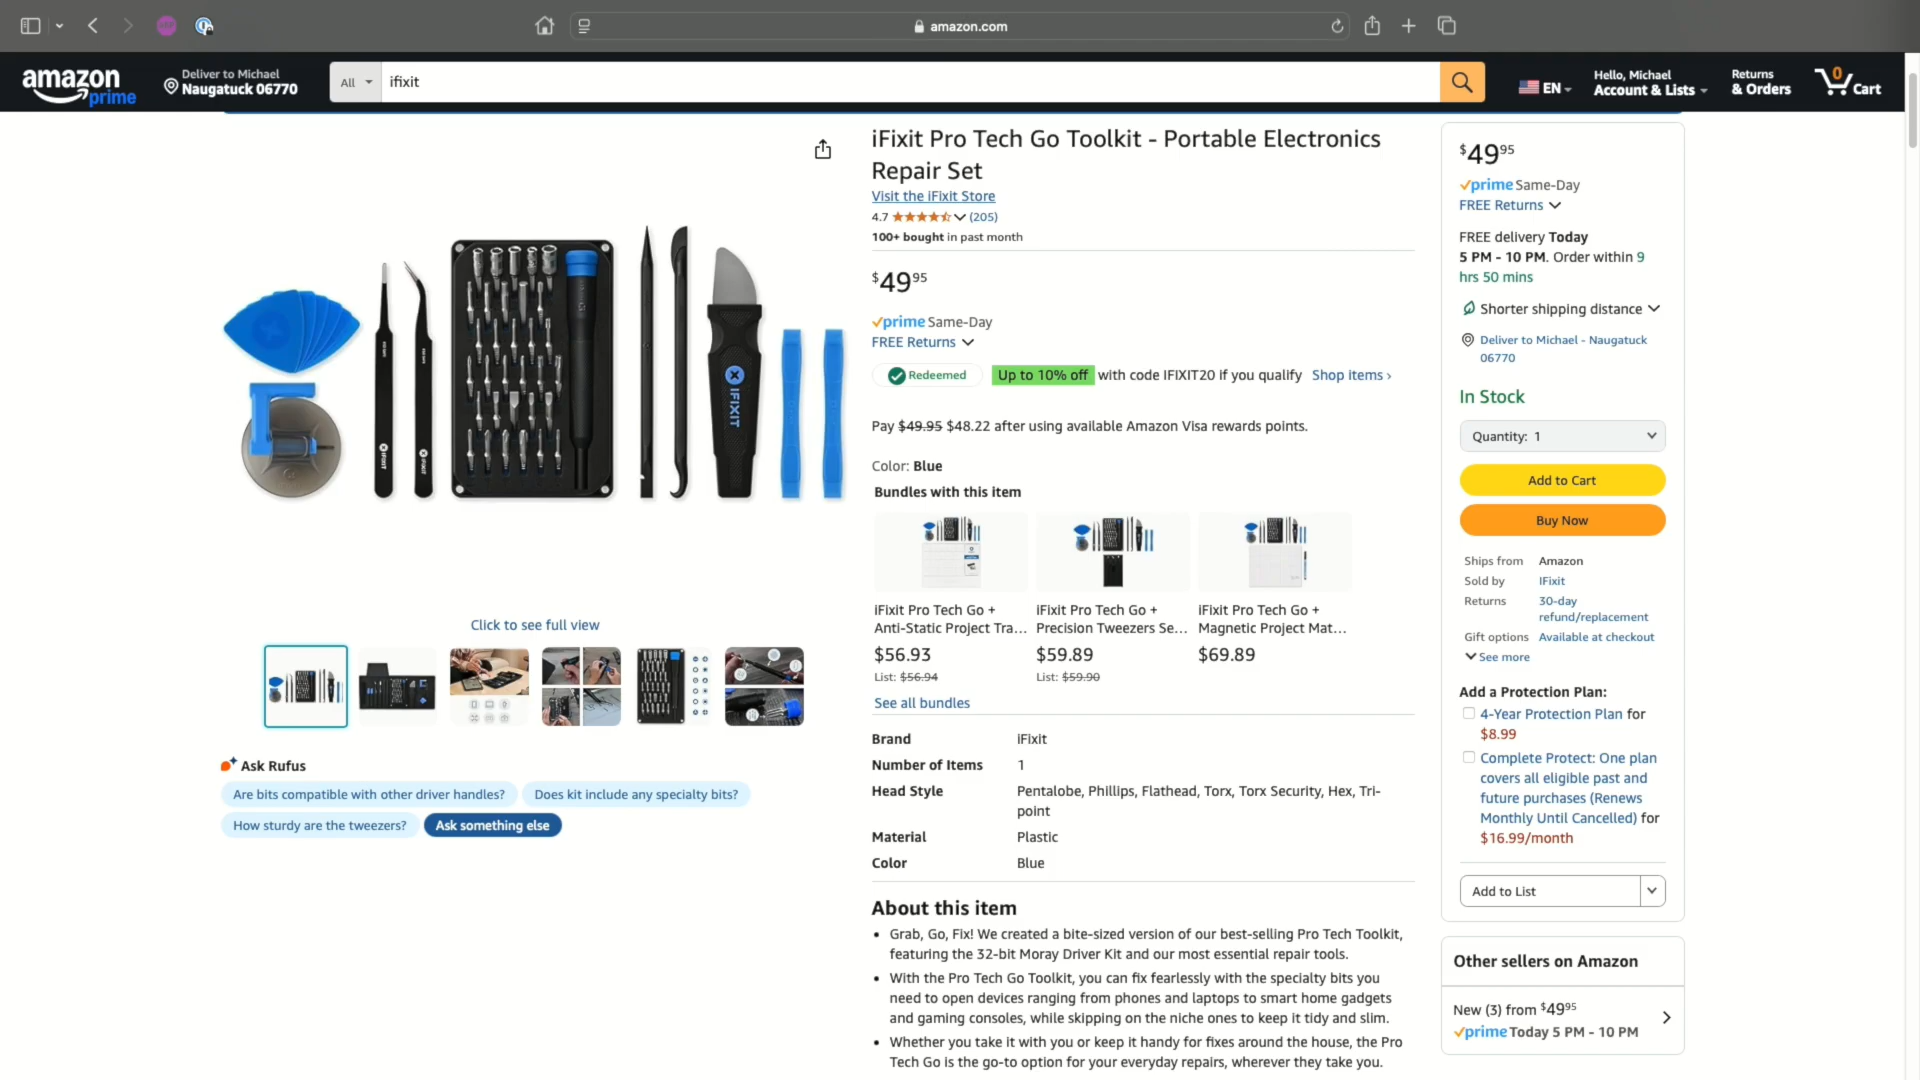 amazon.com
amazon
prime
Deliver to Michael
Naugatuck 06770
All
ifixit
EN
Hello, Michael
Account & Lists
Returns
& Orders
0
Cart
iFixit Pro Tech Go Toolkit - Portable Electronics
Repair Set
Visit the iFixit Store
4.7
(205)
100+ bought in past month
$49.95
prime Same-Day
FREE Returns
Redeemed
Up to 10% off with code IFIXIT20 if you qualify Shop items ›
Pay $49.95 $48.22 after using available Amazon Visa rewards points.
Color: Blue
Bundles with this item
iFixit Pro Tech Go +
Anti-Static Project Tra...
$56.93
List: $56.94
iFixit Pro Tech Go +
Precision Tweezers Se...
$59.89
List: $59.90
iFixit Pro Tech Go +
Magnetic Project Mat...
$69.89
See all bundles
Brand iFixit
Number of Items 1
Head Style Pentalobe, Phillips, Flathead, Torx, Torx Security, Hex, Tri-
point
Material Plastic
Color Blue
About this item
• Grab, Go, Fix! We created a bite-sized version of our best-selling Pro Tech Toolkit,
featuring the 32-bit Moray Driver Kit and our most essential repair tools.
• With the Pro Tech Go Toolkit, you can fix fearlessly with the specialty bits you
need to open devices ranging from phones and laptops to smart home gadgets
and gaming consoles, while skipping on the niche ones to keep it tidy and slim.
• Whether you take it with you or keep it handy for fixes around the house, the Pro
Tech Go is the go-to option for your everyday repairs, wherever they take you.
IFIXIT
Click to see full view
Ask Rufus
Are bits compatible with other driver handles?
Does kit include any specialty bits?
How sturdy are the tweezers?
Ask something else
$49.95
prime Same-Day
FREE Returns
FREE delivery Today
5 PM - 10 PM. Order within 9
hrs 50 mins
Shorter shipping distance
Deliver to Michael - Naugatuck
06770
In Stock
Quantity: 1
Add to Cart
Buy Now
Ships from Amazon
Sold by IFixit
Returns 30-day
refund/replacement
Gift options Available at checkout
See more
Add a Protection Plan:
4-Year Protection Plan for
$8.99
Complete Protect: One plan
covers all eligible past and
future purchases (Renews
Monthly Until Cancelled) for
$16.99/month
Add to List
Other sellers on Amazon
New (3) from $49.95
prime Today 5 PM - 10 PM